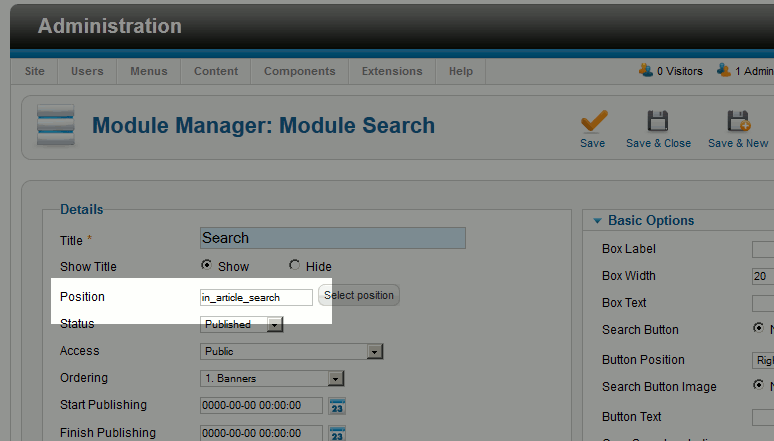 Administration
Site Users Menus Content Components Extensions Help 0 Visitors 1 Admin
Module Manager: Module Search
Save Save & Close Save & New
Details
Title *
Search
Show Title Show Hide
Position in_article_search Select position
Status Published
Access Public
Ordering 1. Banners
Start Publishing 0000-00-00 00:00:00 23
Finish Publishing 0000-00-00 00:00:00 23
Basic Options
Box Label
Box Width 20
Box Text
Search Button
Button Position
Search Button Image
Button Text